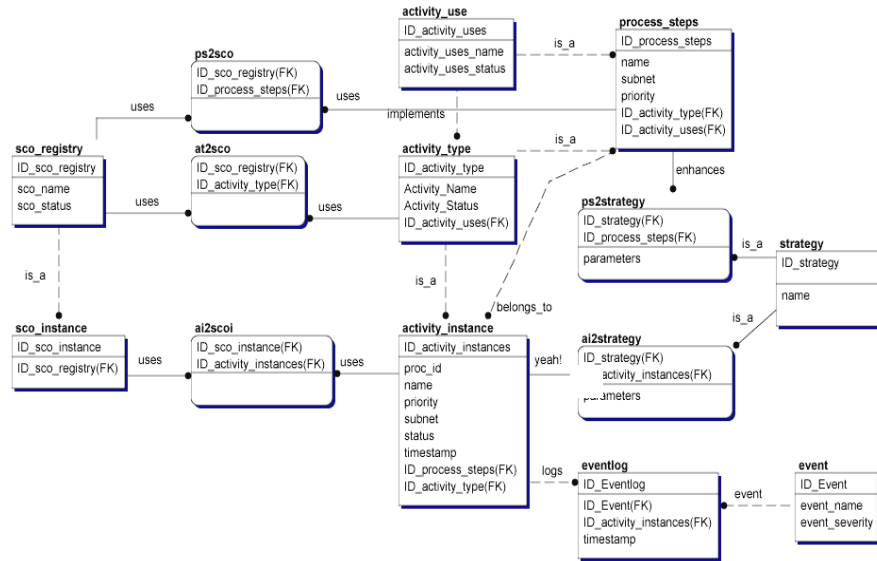 activity_use
ID_activity_uses
activity_uses_name
activity_uses_status
is_a
process_steps
ID_process_steps
name
subnet
priority
ID_activity_type(FK)
ID_activity_uses(FK)
ps2sco
ID_sco_registry(FK)
ID_process_steps(FK)
uses
uses
implements
sco_registry
ID_sco_registry
sco_name
sco_status
at2sco
ID_sco_registry(FK)
ID_activity_type(FK)
uses
uses
activity_type
ID_activity_type
Activity_Name
Activity_Status
ID_activity_uses(FK)
is_a
enhances
ps2strategy
ID_strategy(FK)
ID_process_steps(FK)
parameters
is_a
strategy
ID_strategy
name
is_a
is_a
is_a
belongs_to
sco_instance
ID_sco_instance
ID_sco_registry(FK)
uses
ai2scoi
ID_sco_instance(FK)
ID_activity_instances(FK)
uses
activity_instance
ID_activity_instances
proc_id
name
priority
subnet
status
timestamp
ID_process_steps(FK)
ID_activity_type(FK)
yeah!
ai2strategy
ID_strategy(FK)
_activity_instances(FK)
parameters
logs
eventlog
ID_Eventlog
ID_Event(FK)
ID_activity_instances(FK)
timestamp
event
event
ID_Event
event_name
event_severity